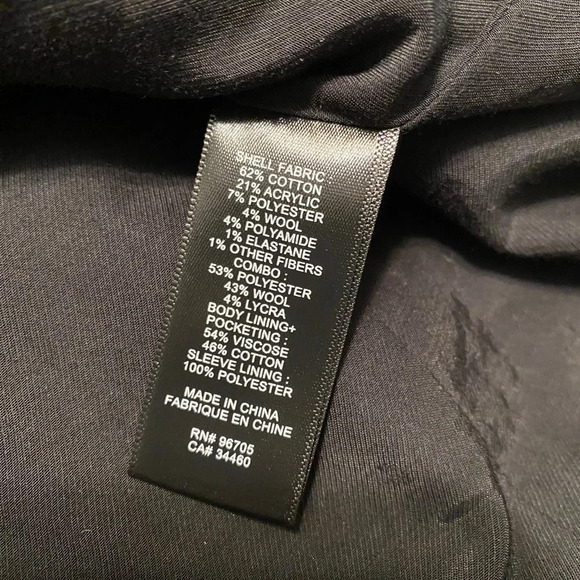 SHELL FABRIC
62% COTTON
21% ACRYLIC
7% POLYESTER
4% WOOL
4% POLYAMIDE
1% ELASTANE
1% OTHER FIBERS
COMBO :
53% POLYESTER
43% WOOL
4% LYCRA
BODY LINING+
POCKETING :
54% VISCOSE
46% COTTON
SLEEVE LINING :
100% POLYESTER
MADE IN CHINA
FABRIQUE EN CHINE
RN# 96705
CA# 34460